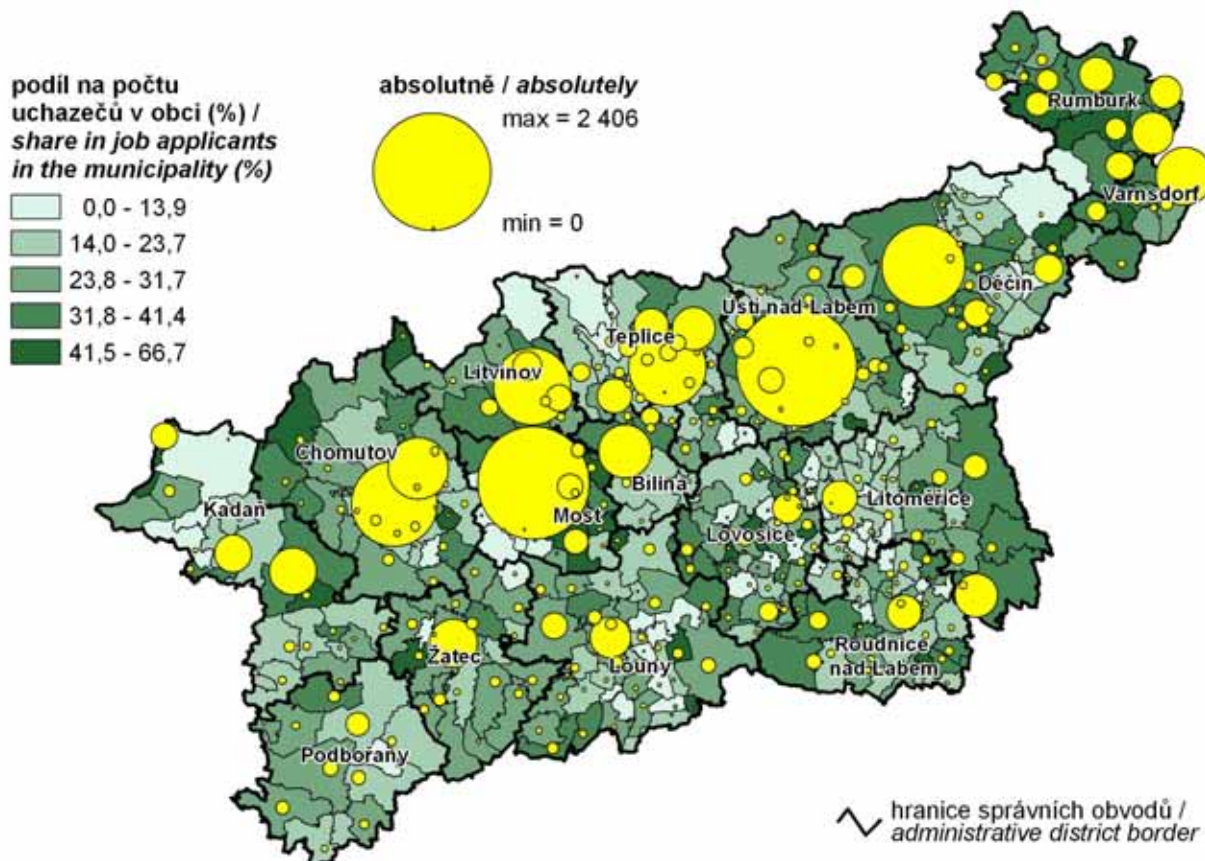 podíl na počtu
uchazečů v obci (%) /
share in job applicants
in the municipality (%)
0,0 - 13,9
14,0 - 23,7
23,8 - 31,7
31,8 - 41,4
41,5 - 66,7
absolutně / absolutely
max = 2 406
min = 0
Rumburk
Varnsdorf
Děčín
Ústí nad Labem
Teplice
Litvínov
Chomutov
Bílina
Kadaň
Most
Litoměřice
Lovosice
Roudnice
nad Labem
Žatec
Louny
Podbořany
hranice správních obvodů /
administrative district border